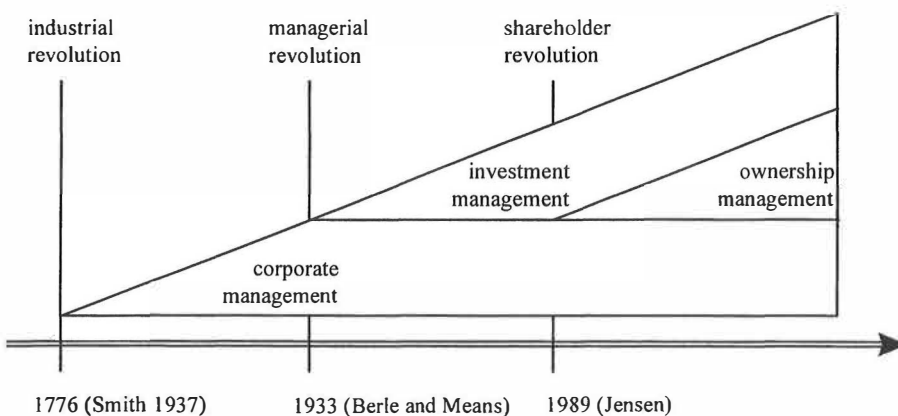 industrial
revolution
managerial
revolution
shareholder
revolution
investment
management
ownership
management
corporate
management
1776 (Smith 1937)
1933 (Berle and Means)
1989 (Jensen)